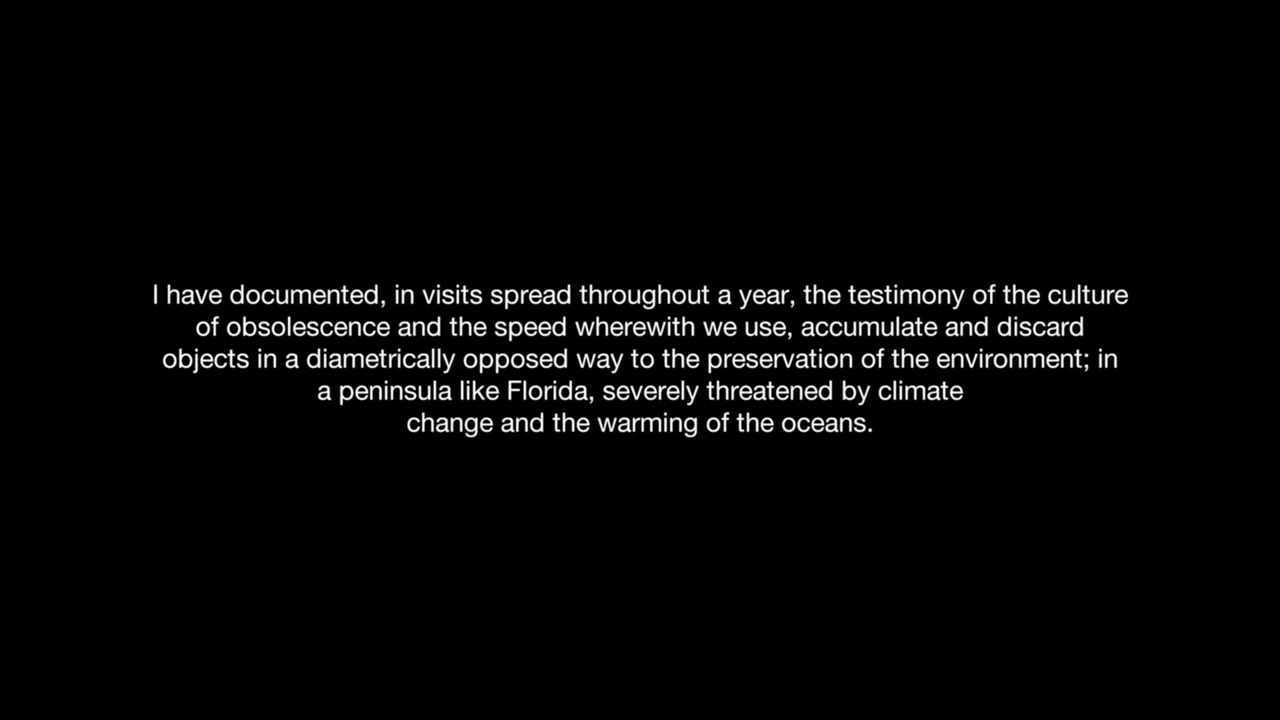 I have documented, in visits spread throughout a year, the testimony of the culture
of obsolescence and the speed wherewith we use, accumulate and discard
objects in a diametrically opposed way to the preservation of the environment; in
a peninsula like Florida, severely threatened by climate
change and the warming of the oceans.